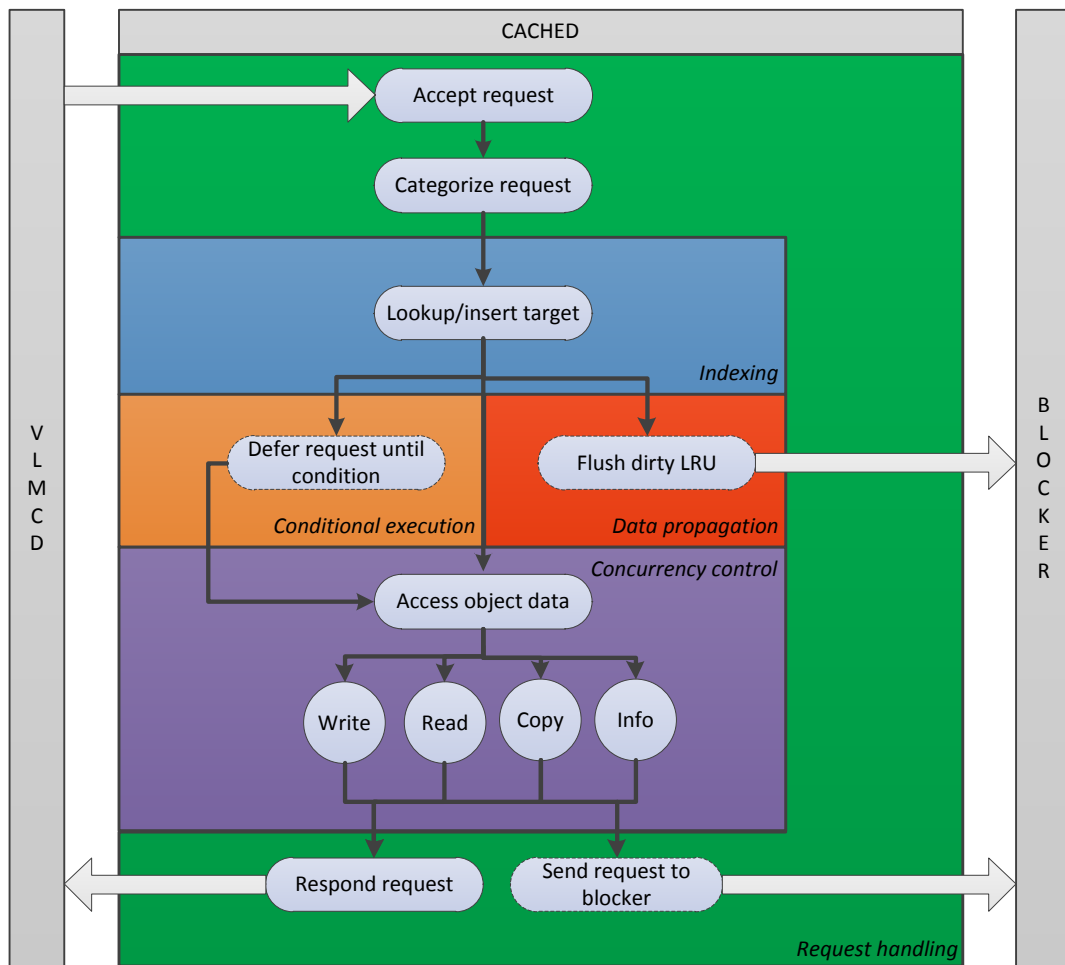 CACHED
Accept request
Categorize request
Lookup/insert target
Indexing
Defer request until
condition
Flush dirty LRU
Conditional execution
Data propagation
Concurrency control
Access object data
Write
Read
Copy
Info
Respond request
Send request to
blocker
Request handling
V
L
M
C
D
B
L
O
C
K
E
R